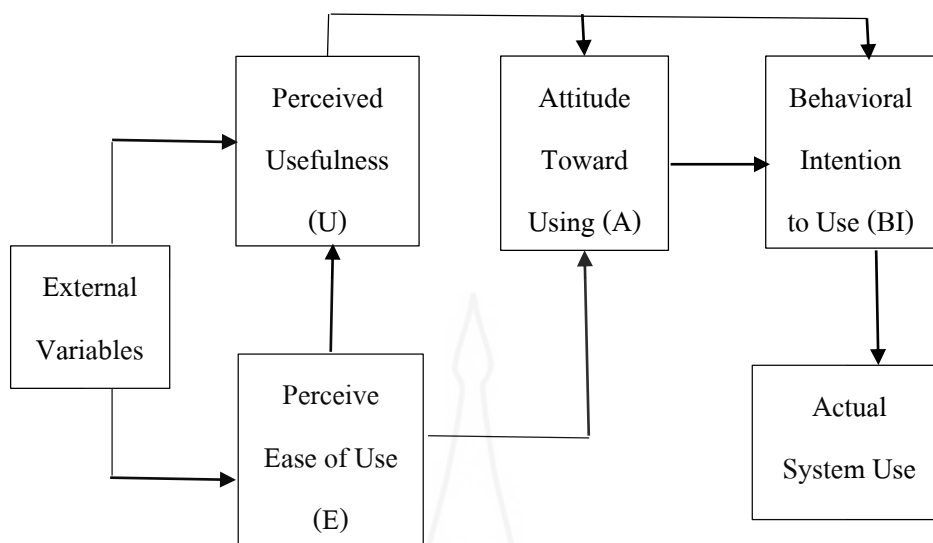 Perceived
Usefulness
(U)
Attitude
Toward
Using (A)
Behavioral
Intention
to Use (BI)
External
Variables
Perceive
Ease of Use
(E)
Actual
System Use